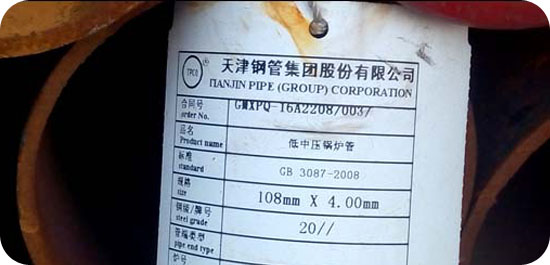 TPCO ® 天津钢管集团股份有限公司
TIANJIN PIPE (GROUP) CORPORATION
合同号 order No. GMXPQ-16A2208/0037
品名 Product name 低中压锅炉管
标准 standard GB 3087-2008
规格 size 108mm X 4.00mm
钢级/牌号 steel grade 20//
管端类型 pipe end type
炉号